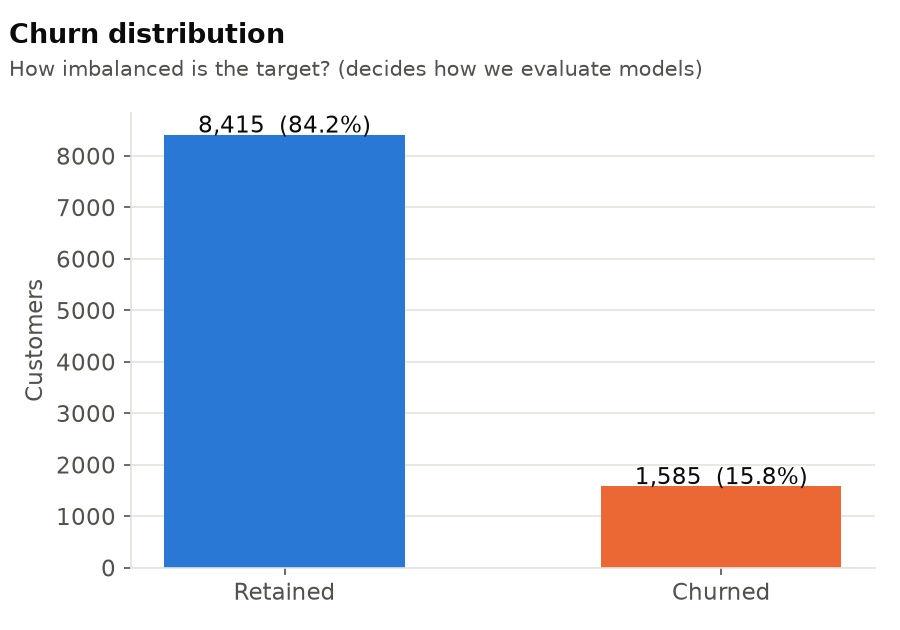 Churn distribution
How imbalanced is the target? (decides how we evaluate models)
8,415  (84.2%)
8000
7000
6000
5000
4000
3000
2000
1000
0
Customers
1,585  (15.8%)
Retained
Churned